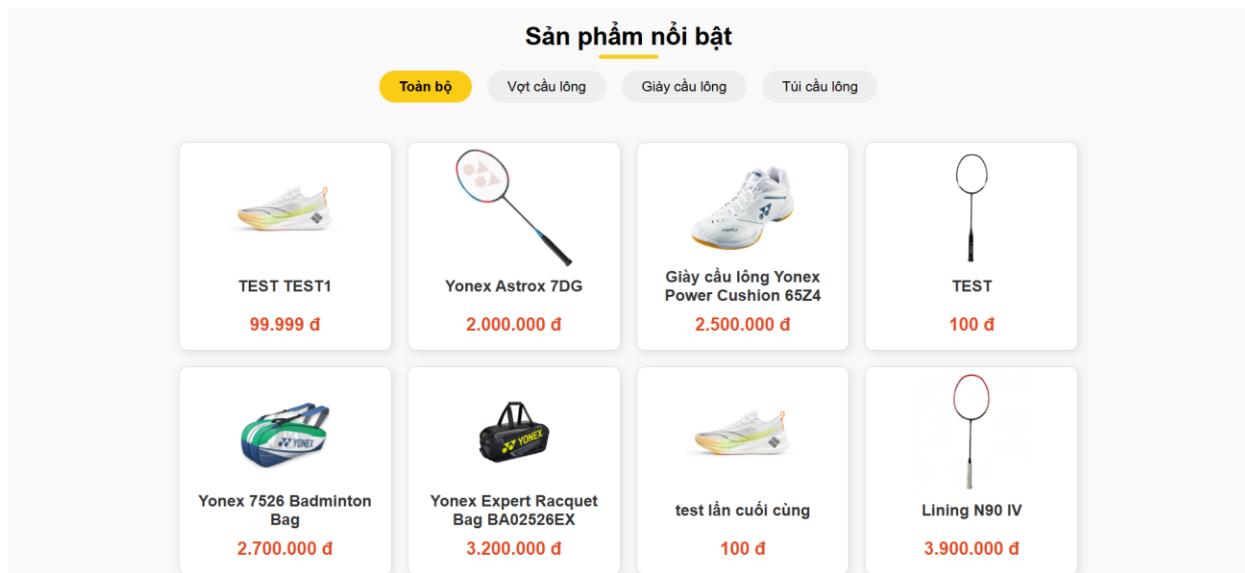 Sản phẩm nổi bật
Toàn bộ
Vợt cầu lông
Giày cầu lông
Túi cầu lông
TEST TEST1
99.999 đ
Yonex Astrox 7DG
2.000.000 đ
Giày cầu lông Yonex
Power Cushion 65Z4
2.500.000 đ
TEST
100 đ
YONEX
Yonex 7526 Badminton
Bag
2.700.000 đ
YONEX
Yonex Expert Racquet
Bag BA02526EX
3.200.000 đ
test lần cuối cùng
100 đ
Lining N90 IV
3.900.000 đ